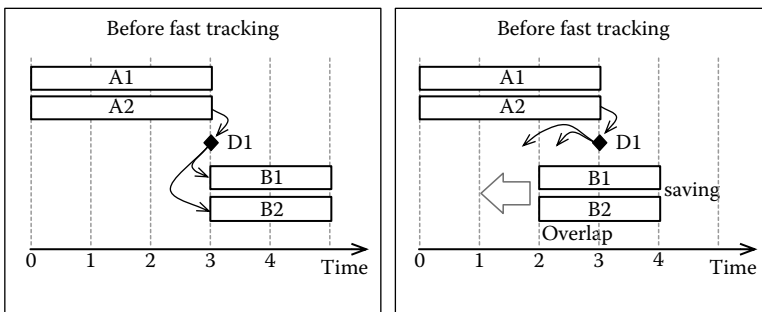 Before fast tracking
A1
A2
D1
B1
B2
0 1 2 3 4 Time
Before fast tracking
A1
A2
D1
B1
saving
B2
Overlap
0 1 2 3 4 Time